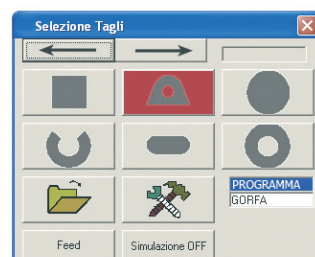 Selezione Tagli
PROGRAMMA
GORFA
Feed
Simulazione OFF